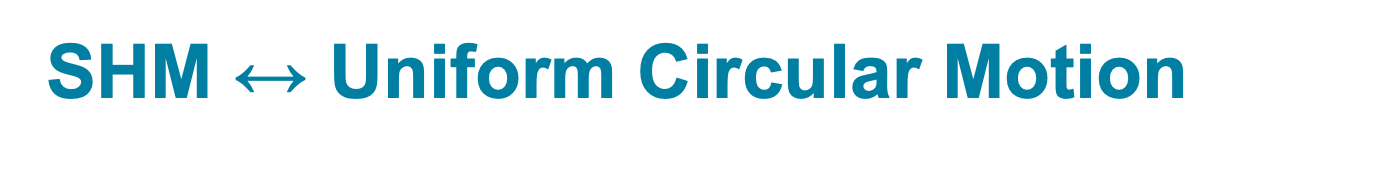 SHM ↔ Uniform Circular Motion